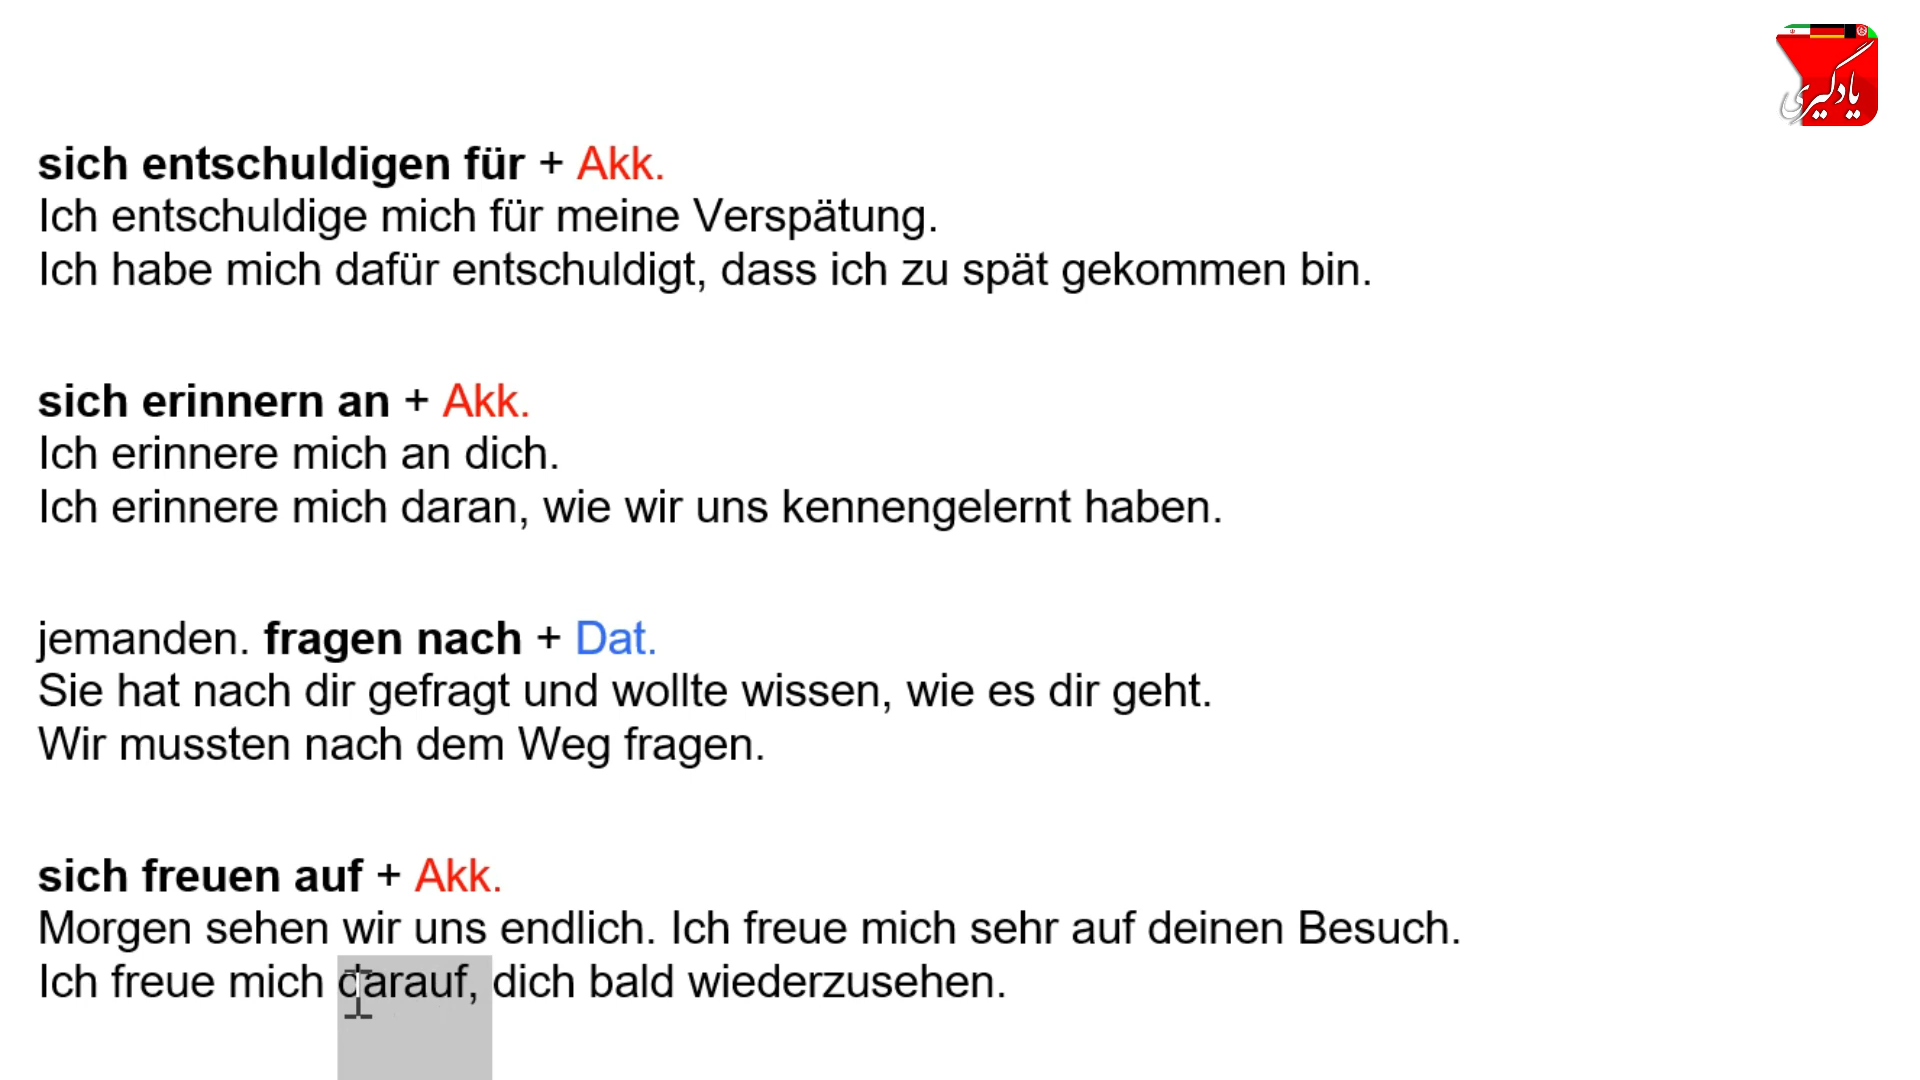 یادگیری
sich entschuldigen für + Akk.
Ich entschuldige mich für meine Verspätung.
Ich habe mich dafür entschuldigt, dass ich zu spät gekommen bin.
sich erinnern an + Akk.
Ich erinnere mich an dich.
Ich erinnere mich daran, wie wir uns kennengelernt haben.
jemanden. fragen nach + Dat.
Sie hat nach dir gefragt und wollte wissen, wie es dir geht.
Wir mussten nach dem Weg fragen.
sich freuen auf + Akk.
Morgen sehen wir uns endlich. Ich freue mich sehr auf deinen Besuch.
Ich freue mich darauf, dich bald wiederzusehen.